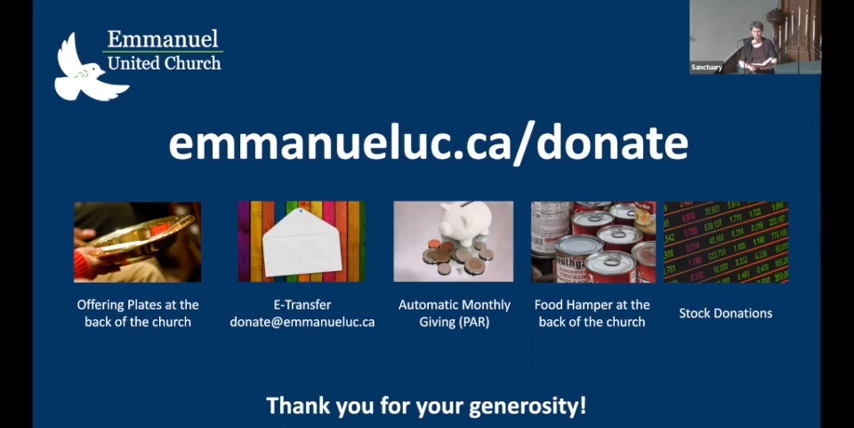 Emmanuel
United Church
Sanctuary
emmanueluc.ca/donate
Offering Plates at the
back of the church
E-Transfer
donate@emmanueluc.ca
Automatic Monthly
Giving (PAR)
Food Hamper at the
back of the church
Stock Donations
Thank you for your generosity!